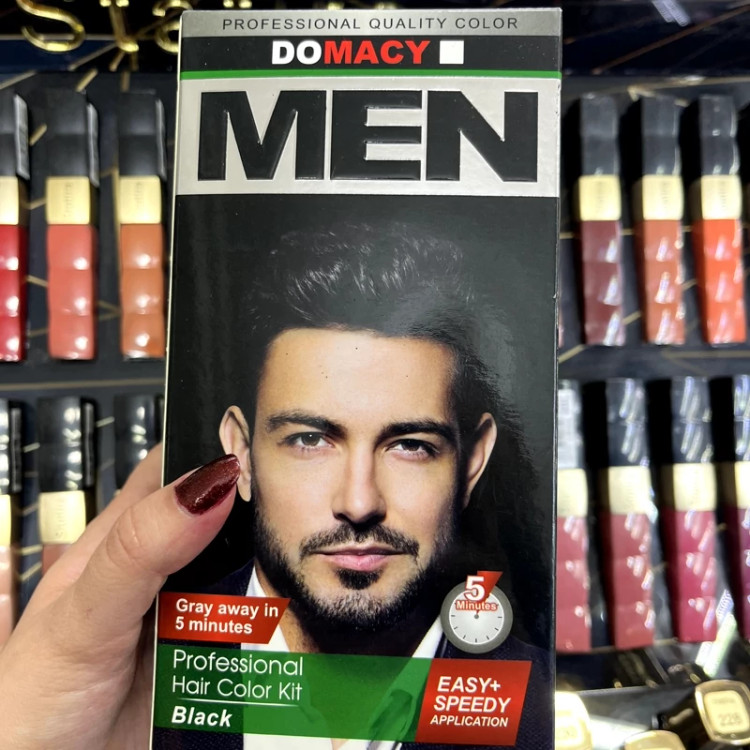 PROFESSIONAL QUALITY COLOR
DOMACY
MEN
Gray away in
5 minutes
5
Minutes
Professional
Hair Color Kit
Black
EASY+
SPEEDY
APPLICATION
228